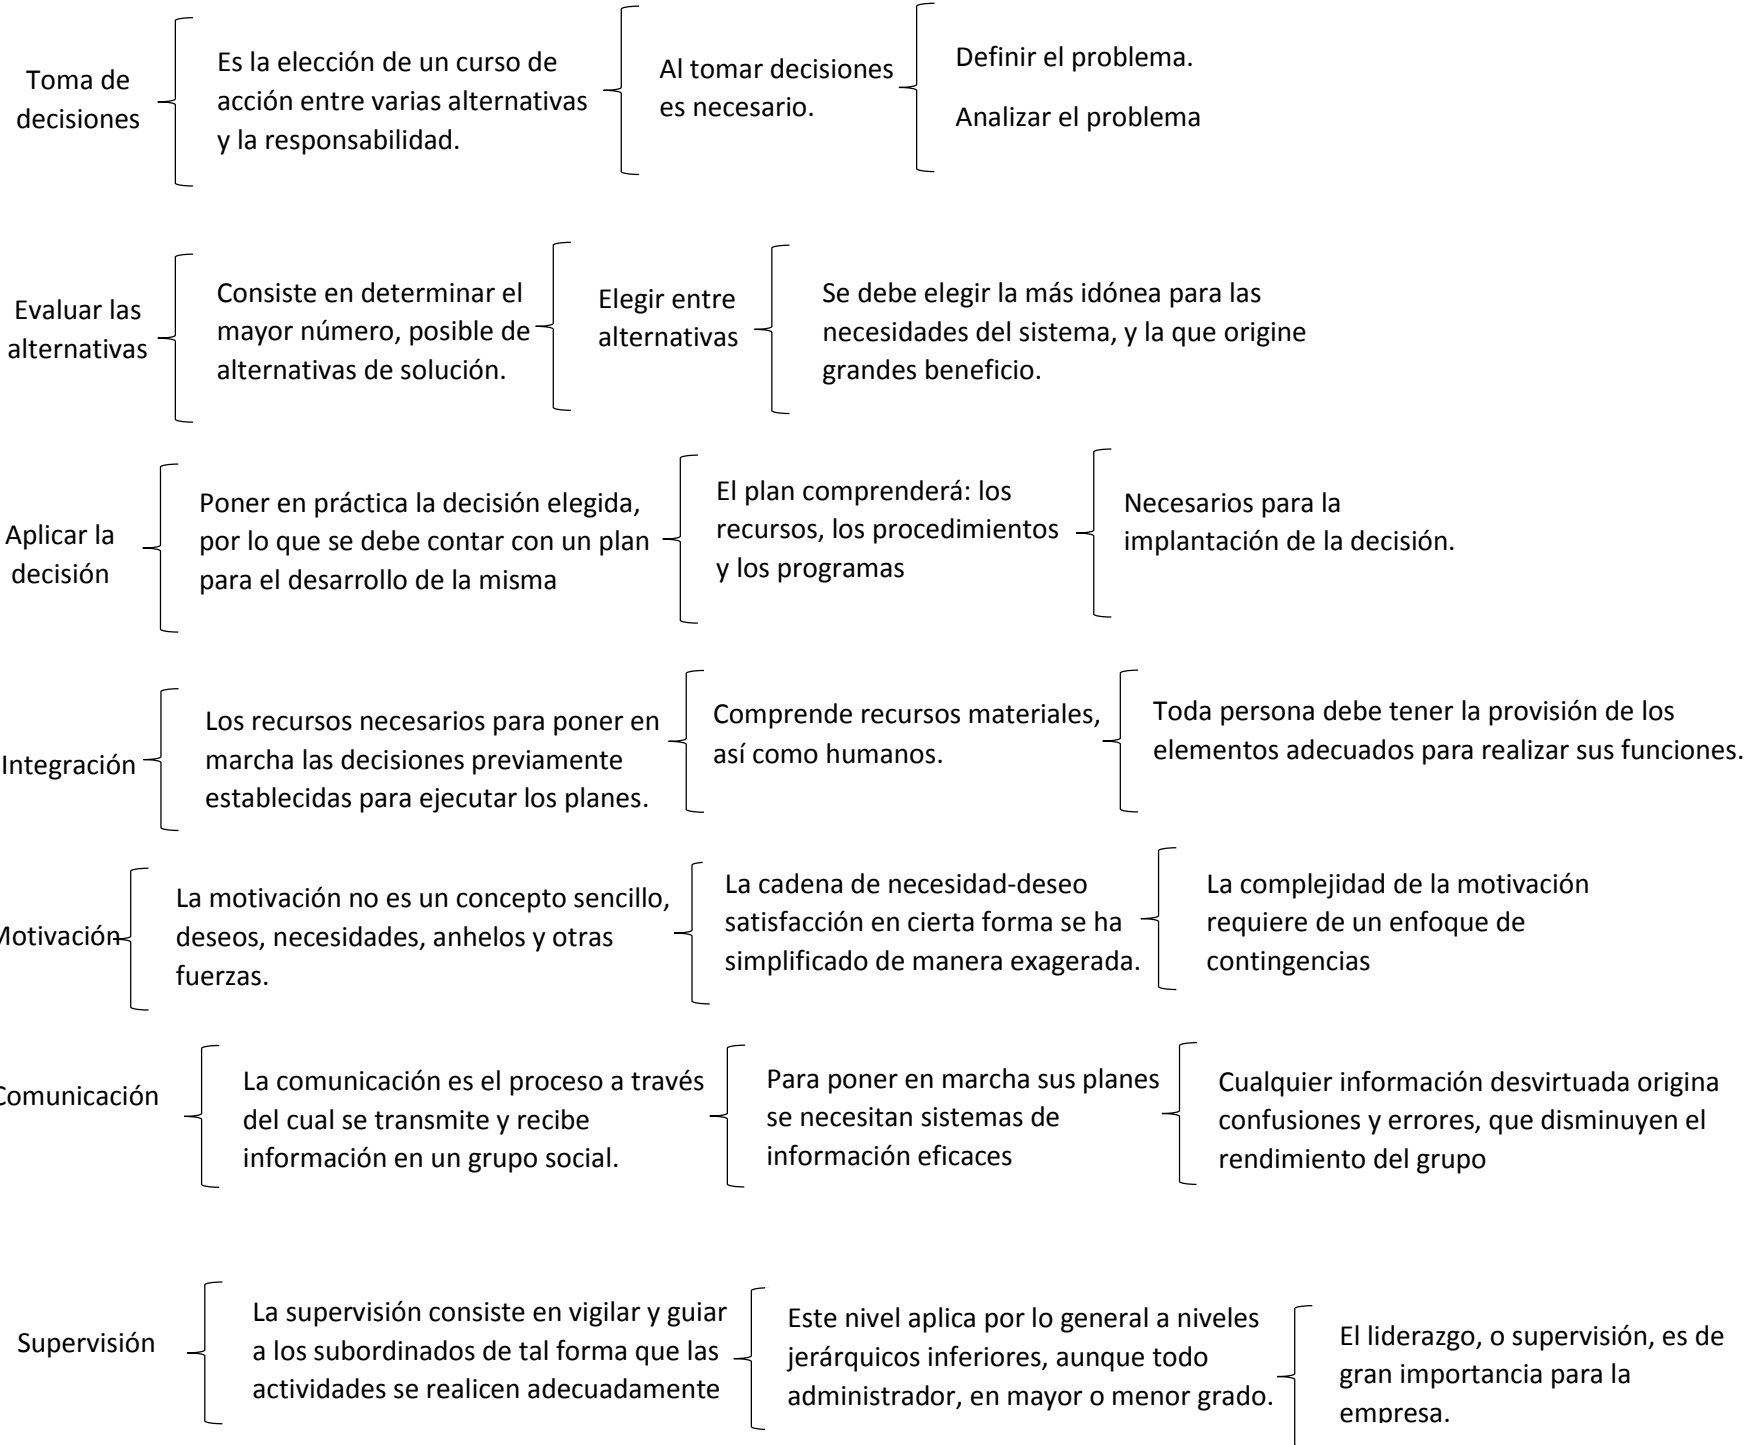 Toma de
decisiones
Es la elección de un curso de
acción entre varias alternativas
y la responsabilidad.
Al tomar decisiones
es necesario.
Definir el problema.
Analizar el problema
Evaluar las
alternativas
Consiste en determinar el
mayor número, posible de
alternativas de solución.
Elegir entre
alternativas
Se debe elegir la más idónea para las
necesidades del sistema, y la que origine
grandes beneficio.
Aplicar la
decisión
Poner en práctica la decisión elegida,
por lo que se debe contar con un plan
para el desarrollo de la misma
El plan comprenderá: los
recursos, los procedimientos
y los programas
Necesarios para la
implantación de la decisión.
Integración
Los recursos necesarios para poner en
marcha las decisiones previamente
establecidas para ejecutar los planes.
Comprende recursos materiales,
así como humanos.
Toda persona debe tener la provisión de los
elementos adecuados para realizar sus funciones.
Motivación
La motivación no es un concepto sencillo,
deseos, necesidades, anhelos y otras
fuerzas.
La cadena de necesidad-deseo
satisfacción en cierta forma se ha
simplificado de manera exagerada.
La complejidad de la motivación
requiere de un enfoque de
contingencias
Comunicación
La comunicación es el proceso a través
del cual se transmite y recibe
información en un grupo social.
Para poner en marcha sus planes
se necesitan sistemas de
información eficaces
Cualquier información desvirtuada origina
confusiones y errores, que disminuyen el
rendimiento del grupo
Supervisión
La supervisión consiste en vigilar y guiar
a los subordinados de tal forma que las
actividades se realicen adecuadamente
Este nivel aplica por lo general a niveles
jerárquicos inferiores, aunque todo
administrador, en mayor o menor grado.
El liderazgo, o supervisión, es de
gran importancia para la
empresa.